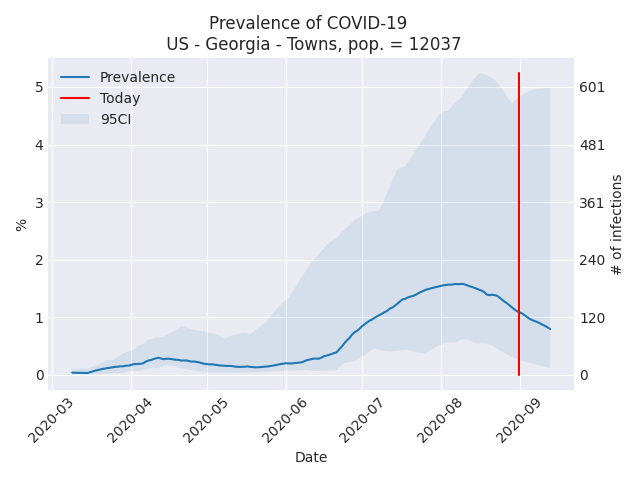 Prevalence of COVID-19
US - Georgia - Towns, pop. = 12037
Prevalence
Today
95CI
5
4
3
2
1
0
%
601
481
361
240
120
0
# of infections
2020-03
2020-04
2020-05
2020-06
2020-07
2020-08
2020-09
Date